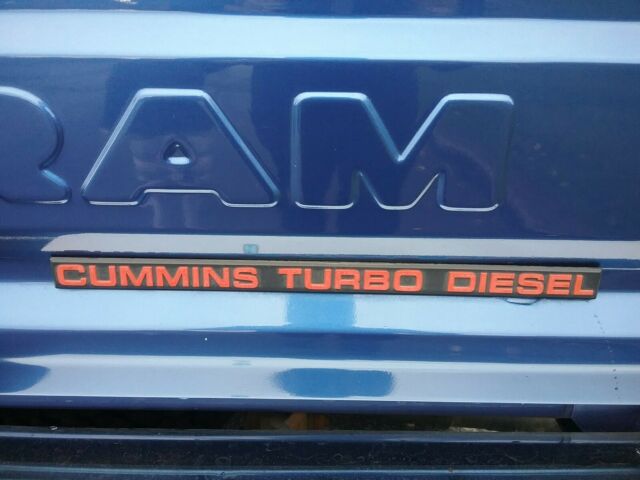 RAM
CUMMINS TURBO DIESEL